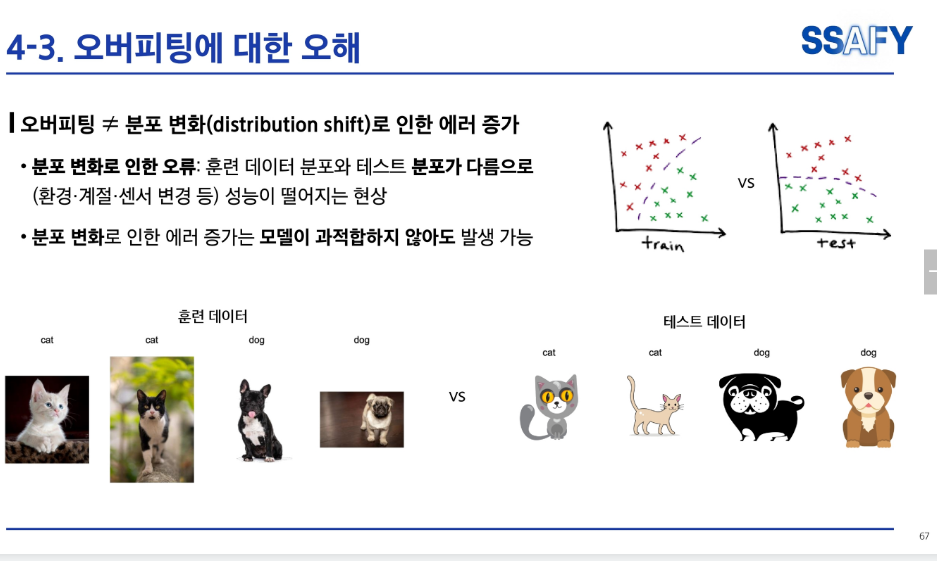 4-3. 오버피팅에 대한 오해
SSAFY
오버피팅 ≠ 분포 변화(distribution shift)로 인한 에러 증가
• 분포 변화로 인한 오류: 훈련 데이터 분포와 테스트 분포가 다름으로
(환경·계절·센서 변경 등) 성능이 떨어지는 현상
• 분포 변화로 인한 에러 증가는 모델이 과적합하지 않아도 발생 가능
train
vs
test
훈련 데이터
cat
cat
dog
dog
vs
테스트 데이터
cat
cat
dog
dog
67